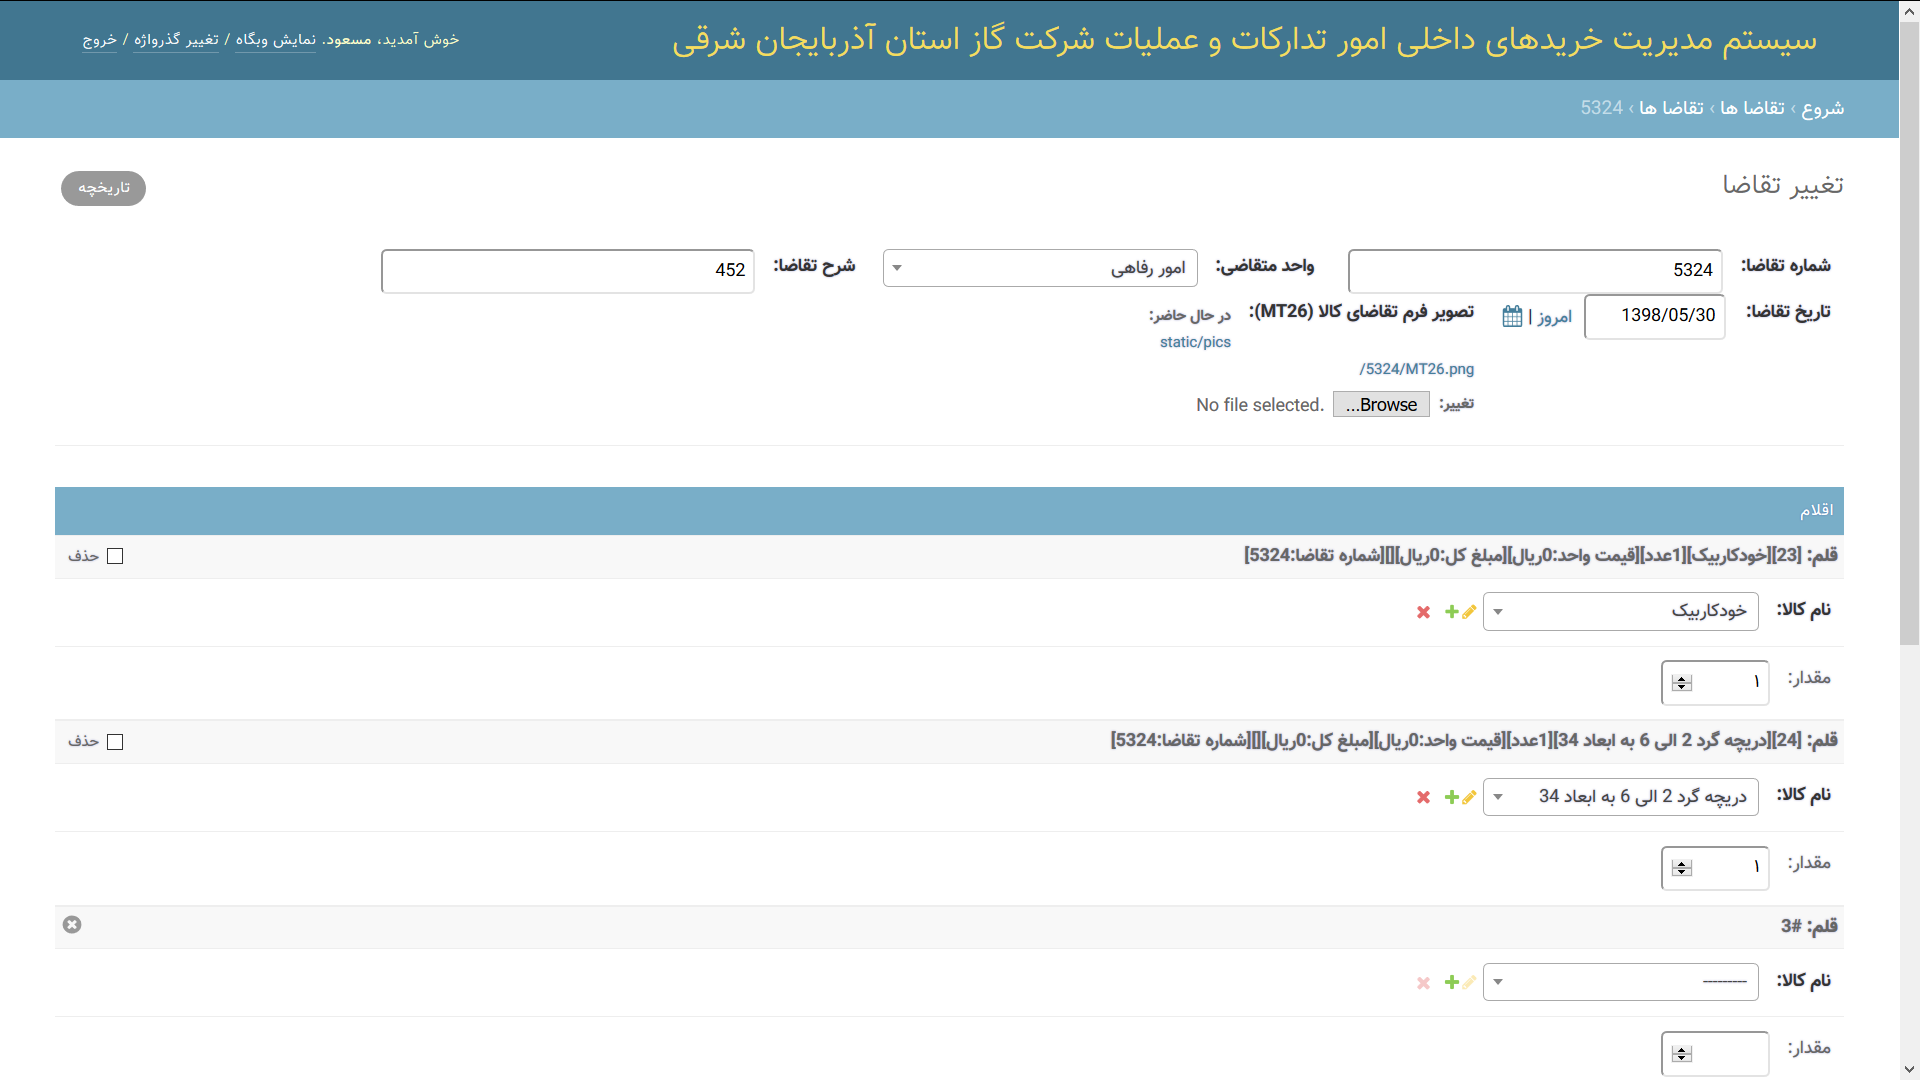 سیستم مدیریت خریدهای داخلی امور تدارکات و عملیات شرکت گاز استان آذربایجان شرقی
خوش آمدید، مسعود. نمایش وبگاه / تغییر گذرواژه / خروج
شروع › تقاضا ها › تقاضا ها › 5324
تغییر تقاضا
تاریخچه
شماره تقاضا: 5324 واحد متقاضی: امور رفاهی شرح تقاضا: 452
تاریخ تقاضا: 1398/05/30 امروز | تصویر فرم تقاضای کالا (MT26): در حال حاضر:
static/pics
/5324/MT26.png
تغییر: Browse... No file selected.
اقلام
قلم: [23][خودکاربیک][1عدد][قیمت واحد:0ریال][مبلغ کل:0ریال][][شماره تقاضا:5324] حذف
نام کالا: خودکاربیک
مقدار: ۱
قلم: [24][دریچه گرد 2 الی 6 به ابعاد 34][1عدد][قیمت واحد:0ریال][مبلغ کل:0ریال][][شماره تقاضا:5324] حذف
نام کالا: دریچه گرد 2 الی 6 به ابعاد 34
مقدار: ۱
قلم: #3
نام کالا: ---------
مقدار: